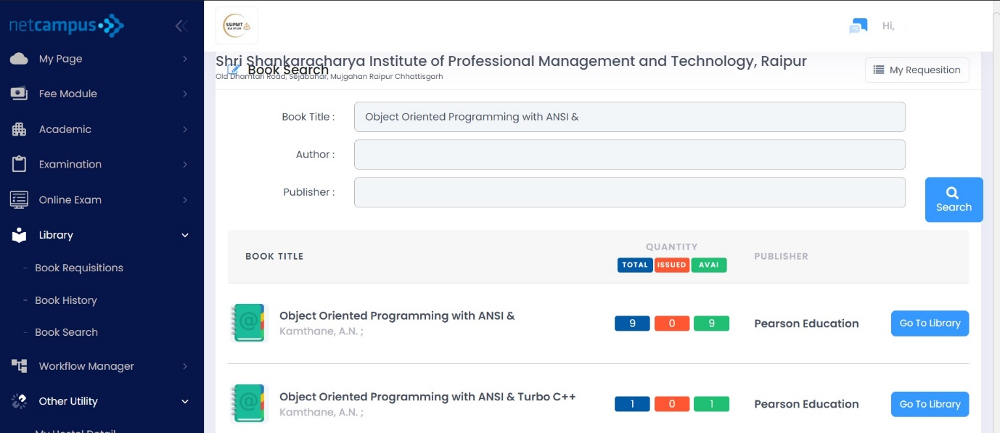 netcampus
My Page
Fee Module
Academic
Examination
Online Exam
Library
- Book Requisitions
- Book History
- Book Search
Workflow Manager
Other Utility
My Hostel Detail
SSIPMT
RAIPUR
Hi,
Shri Shankaracharya Institute of Professional Management and Technology, Raipur
Book Search
Old Dhamtari Road, Sejabahar, Mujgahan Raipur Chhattisgarh
My Requesition
Book Title : Object Oriented Programming with ANSI &
Author :
Publisher :
Search
BOOK TITLE QUANTITY PUBLISHER
TOTAL ISSUED AVAI
Object Oriented Programming with ANSI & 9 0 9 Pearson Education Go To Library
Kamthane, A.N. ;
Object Oriented Programming with ANSI & Turbo C++ 1 0 1 Pearson Education Go To Library
Kamthane, A.N. ;